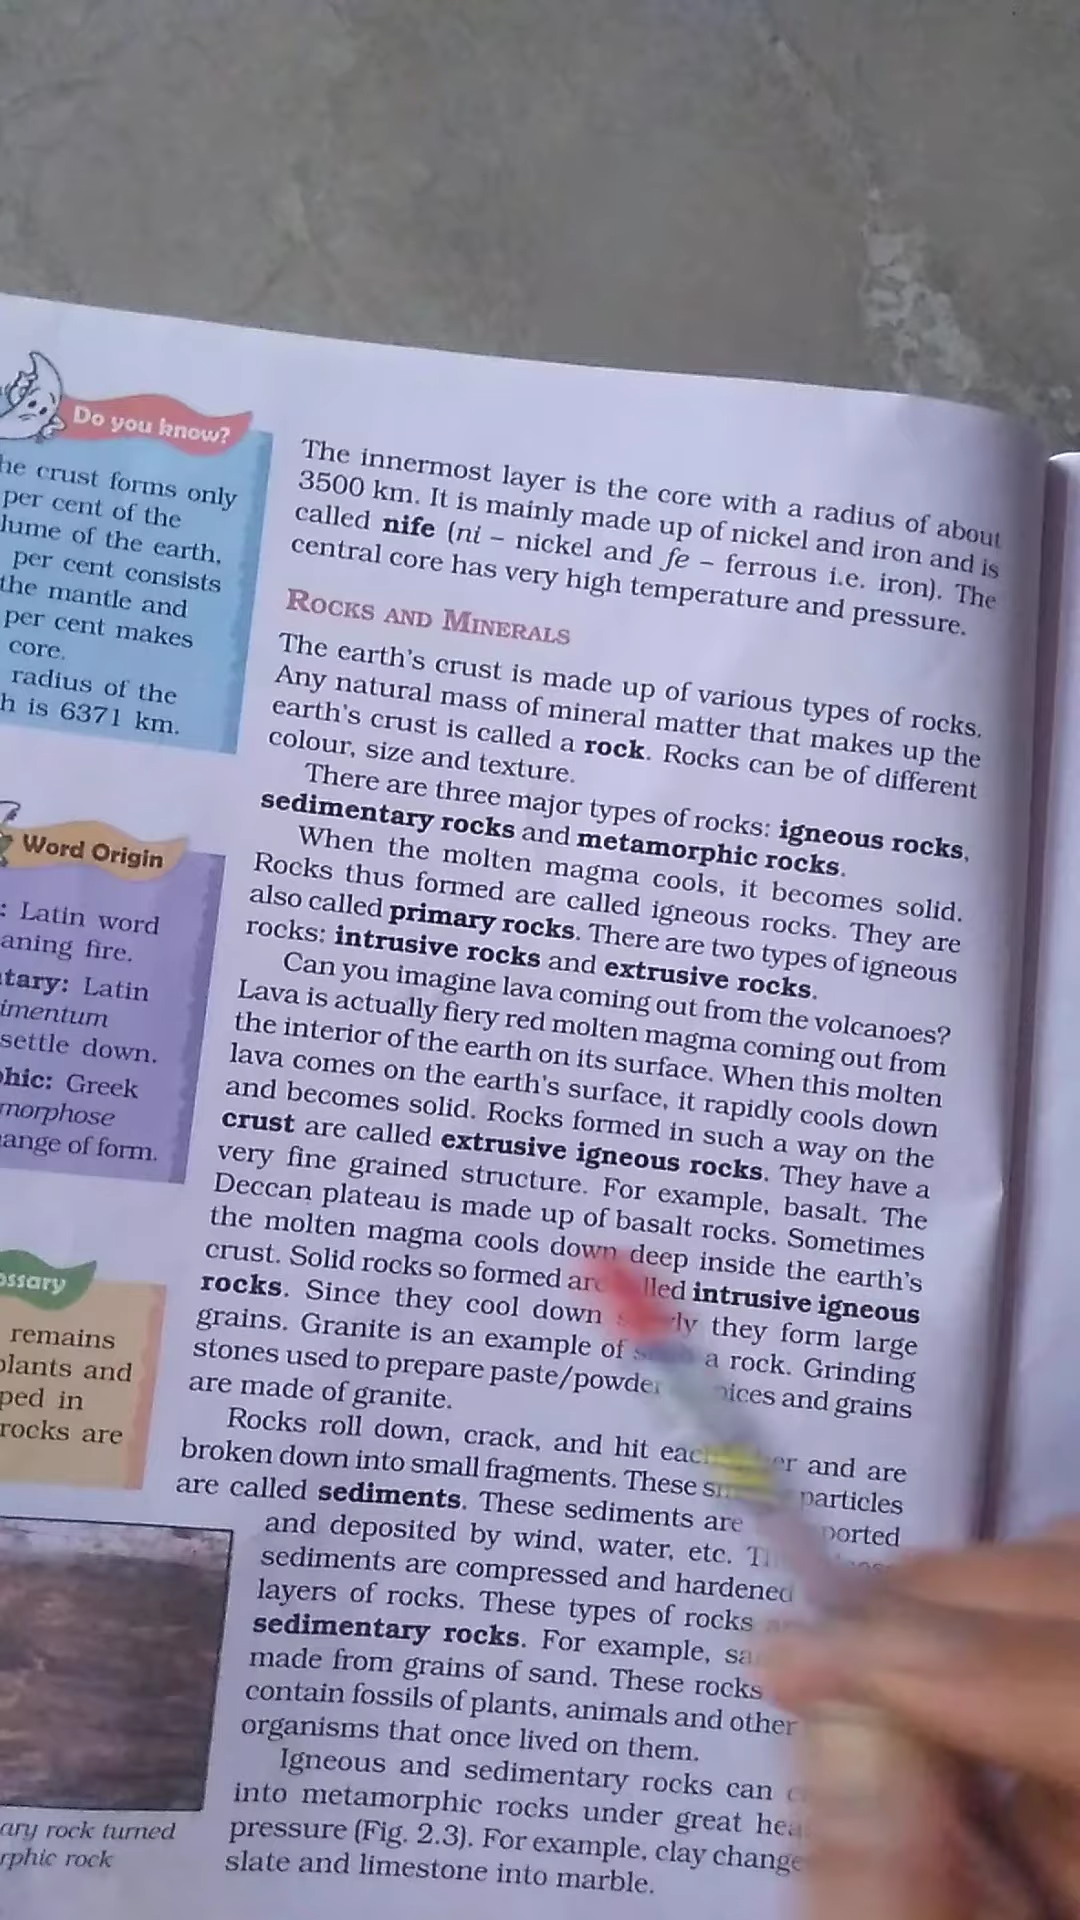 Do you know?
he crust forms only
per cent of the
lume of the earth,
per cent consists
the mantle and
per cent makes
core.
radius of the
h is 6371 km.
Word Origin
: Latin word
aning fire.
tary: Latin
imentum
settle down.
phic: Greek
morphose
ange of form.
ossary
remains
plants and
ped in
rocks are
ary rock turned
rphic rock
The innermost layer is the core with a radius of about
3500 km. It is mainly made up of nickel and iron and is
called nife (ni – nickel and fe – ferrous i.e. iron). The
central core has very high temperature and pressure.
ROCKS AND MINERALS
The earth's crust is made up of various types of rocks.
Any natural mass of mineral matter that makes up the
earth's crust is called a rock. Rocks can be of different
colour, size and texture.
There are three major types of rocks: igneous rocks,
sedimentary rocks and metamorphic rocks.
When the molten magma cools, it becomes solid.
Rocks thus formed are called igneous rocks. They are
also called primary rocks. There are two types of igneous
rocks: intrusive rocks and extrusive rocks.
Can you imagine lava coming out from the volcanoes?
Lava is actually fiery red molten magma coming out from
the interior of the earth on its surface. When this molten
lava comes on the earth's surface, it rapidly cools down
and becomes solid. Rocks formed in such a way on the
crust are called extrusive igneous rocks. They have a
very fine grained structure. For example, basalt. The
Deccan plateau is made up of basalt rocks. Sometimes
the molten magma cools down deep inside the earth's
crust. Solid rocks so formed are lled intrusive igneous
rocks. Since they cool down ly they form large
grains. Granite is an example of a rock. Grinding
stones used to prepare paste/powder ices and grains
are made of granite.
Rocks roll down, crack, and hit eac er and are
broken down into small fragments. These particles
are called sediments. These sediments are ported
and deposited by wind, water, etc.
sediments are compressed and hardened
layers of rocks. These types of rocks
sedimentary rocks. For example,
made from grains of sand. These rocks
contain fossils of plants, animals and other
organisms that once lived on them.
Igneous and sedimentary rocks can
into metamorphic rocks under great hea
pressure (Fig. 2.3). For example, clay change
slate and limestone into marble.